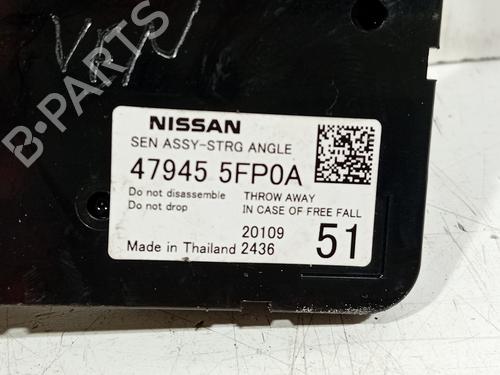 B-PARTS
NISSAN
SEN ASSY-STRG ANGLE
47945 5FP0A
Do not disassemble THROW AWAY
Do not drop IN CASE OF FREE FALL
20109
Made in Thailand 2436 51